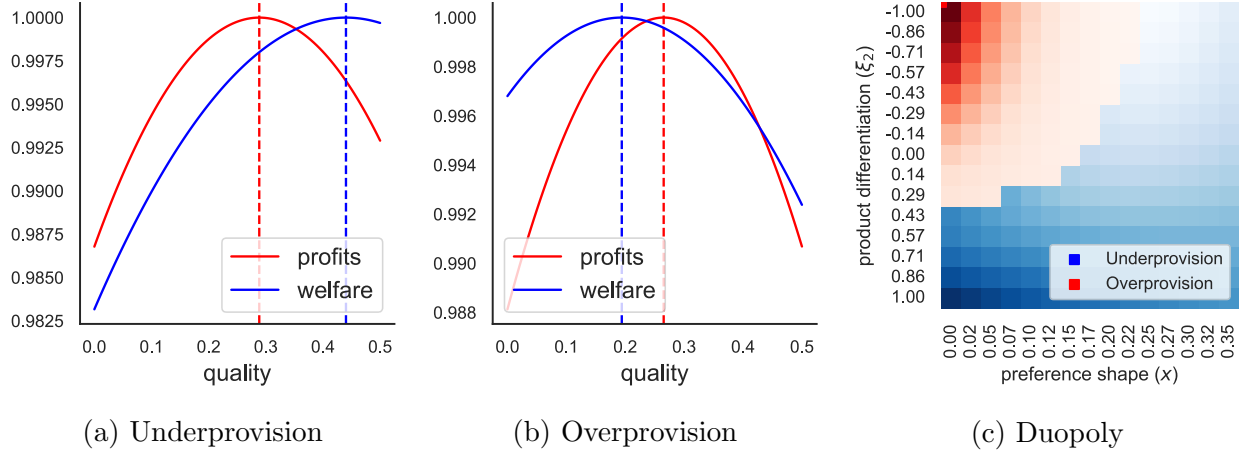 1.0000
0.9975
0.9950
0.9925
0.9900
0.9875
0.9850
0.9825
0.0 0.1 0.2 0.3 0.4 0.5
quality
profits
welfare
(a) Underprovision
1.000
0.998
0.996
0.994
0.992
0.990
0.988
0.0 0.1 0.2 0.3 0.4 0.5
quality
profits
welfare
(b) Overprovision
product differentiation (ξ2)
-1.00
-0.86
-0.71
-0.57
-0.43
-0.29
-0.14
0.00
0.14
0.29
0.43
0.57
0.71
0.86
1.00
Underprovision
Overprovision
0.00 0.02 0.05 0.07 0.10 0.12 0.15 0.17 0.20 0.22 0.25 0.27 0.30 0.32 0.35
preference shape (x)
(c) Duopoly